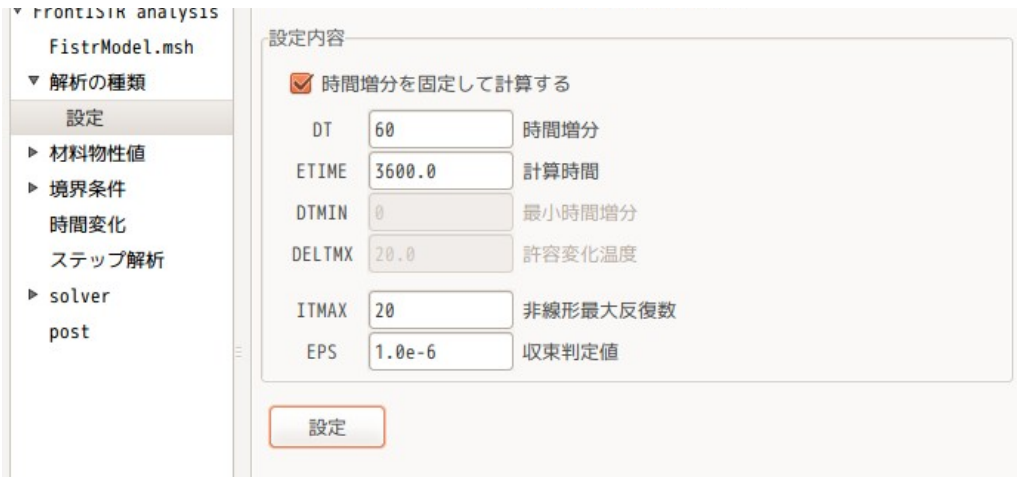 FrontISTR analysis
FistrModel.msh
解析の種類
設定
材料物性値
境界条件
時間変化
ステップ解析
solver
post
設定内容
時間増分を固定して計算する
DT 60 時間増分
ETIME 3600.0 計算時間
DTMIN 0 最小時間増分
DELTMX 20.0 許容変化温度
ITMAX 20 非線形最大反復数
EPS 1.0e-6 収束判定値
設定